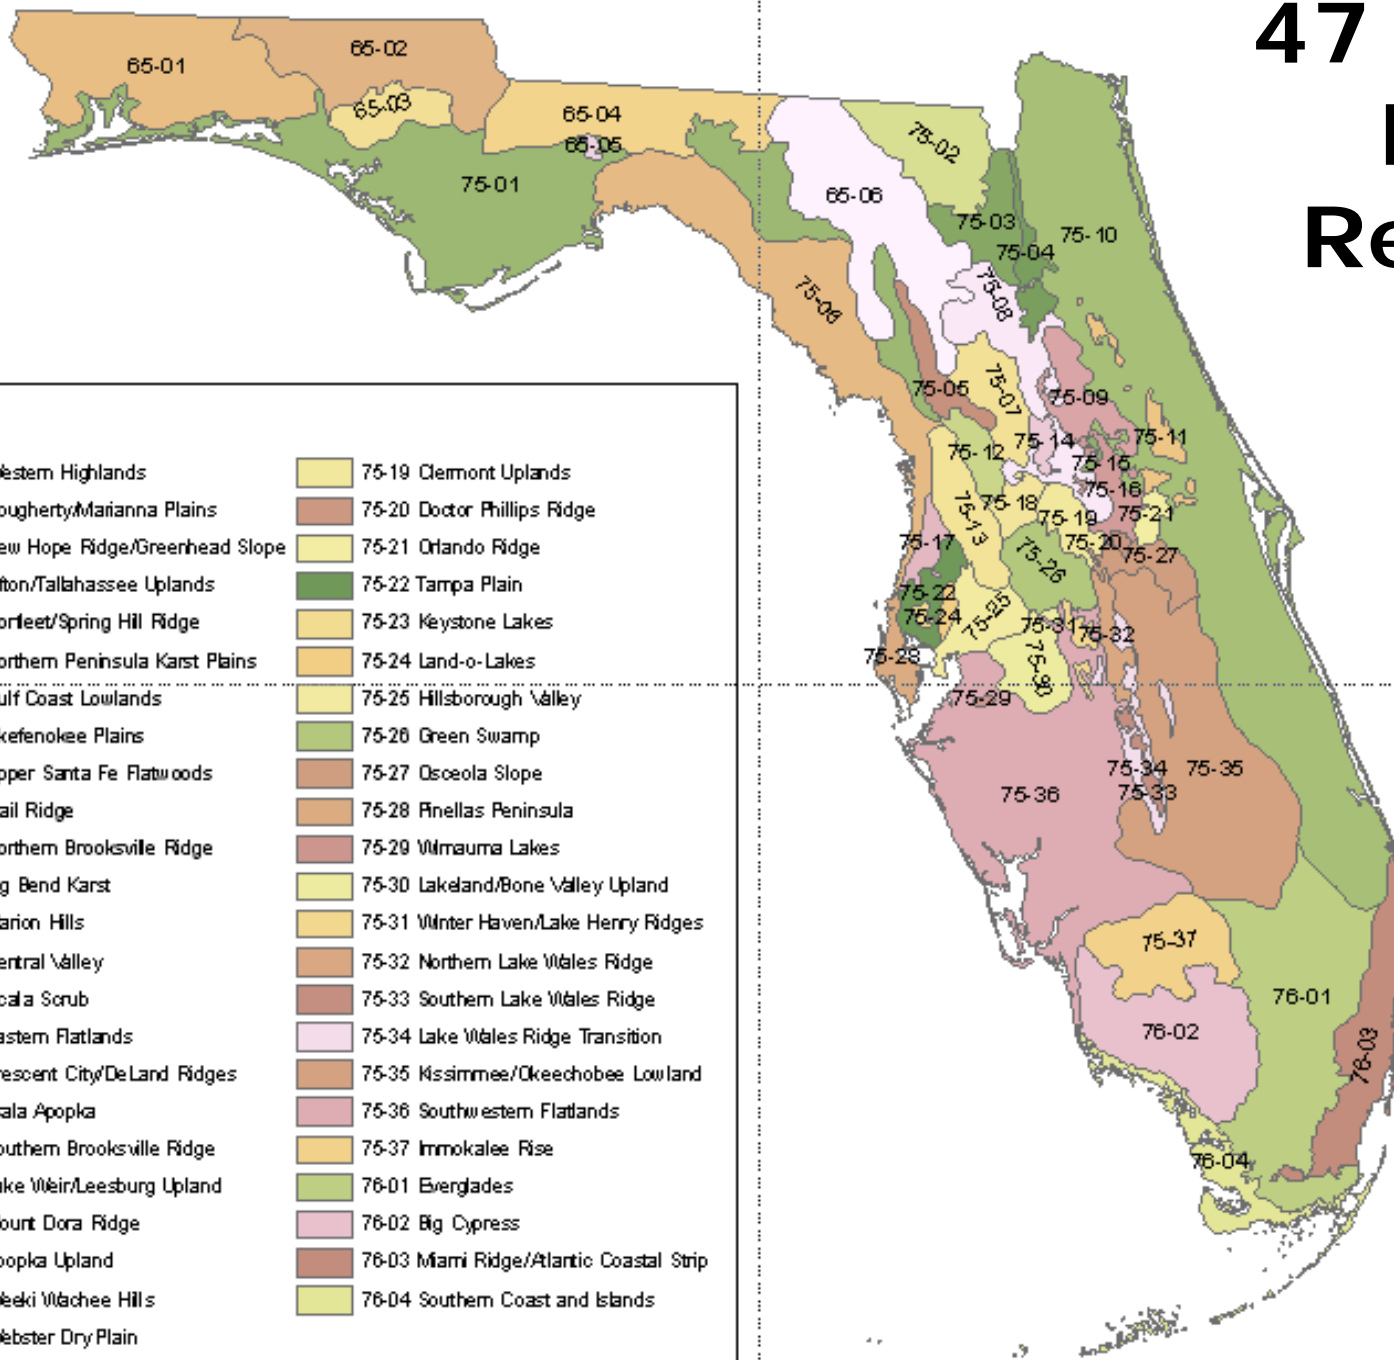 47
Re
65-01
65-02
65-03
65-04
65-05
75-01
75-02
65-06
75-03
75-04
75-10
75-08
75-06
75-05
75-07
75-09
75-11
75-14
75-12
75-15
75-16
75-18
75-19
75-21
75-13
75-20
75-27
75-17
75-26
75-22
75-24
75-25
75-31
75-32
75-28
75-30
75-29
75-34
75-35
75-33
75-36
75-37
76-01
76-02
76-03
76-04
estern Highlands
ougherty/Marianna Plains
ew Hope Ridge/Greenhead Slope
fton/Tallahassee Uplands
onfeet/Spring Hill Ridge
orthern Peninsula Karst Plains
ulf Coast Lowlands
kefenokee Plains
pper Santa Fe Flatwoods
ail Ridge
orthern Brooksville Ridge
g Bend Karst
arion Hills
entral Valley
cala Scrub
astern Flatlands
rescent City/DeLand Ridges
ala Apopka
outhern Brooksville Ridge
ake Weir/Leesburg Upland
ount Dora Ridge
popka Upland
eeki Wachee Hills
ebster Dry Plain
75-19 Clermont Uplands
75-20 Doctor Phillips Ridge
75-21 Orlando Ridge
75-22 Tampa Plain
75-23 Keystone Lakes
75-24 Land-o-Lakes
75-25 Hillsborough Valley
75-26 Green Swamp
75-27 Osceola Slope
75-28 Pinellas Peninsula
75-29 Wimauma Lakes
75-30 Lakeland/Bone Valley Upland
75-31 Winter Haven/Lake Henry Ridges
75-32 Northern Lake Wales Ridge
75-33 Southern Lake Wales Ridge
75-34 Lake Wales Ridge Transition
75-35 Kissimmee/Okeechobee Lowland
75-36 Southwestern Flatlands
75-37 Immokalee Rise
76-01 Everglades
76-02 Big Cypress
76-03 Miami Ridge/Atlantic Coastal Strip
76-04 Southern Coast and Islands